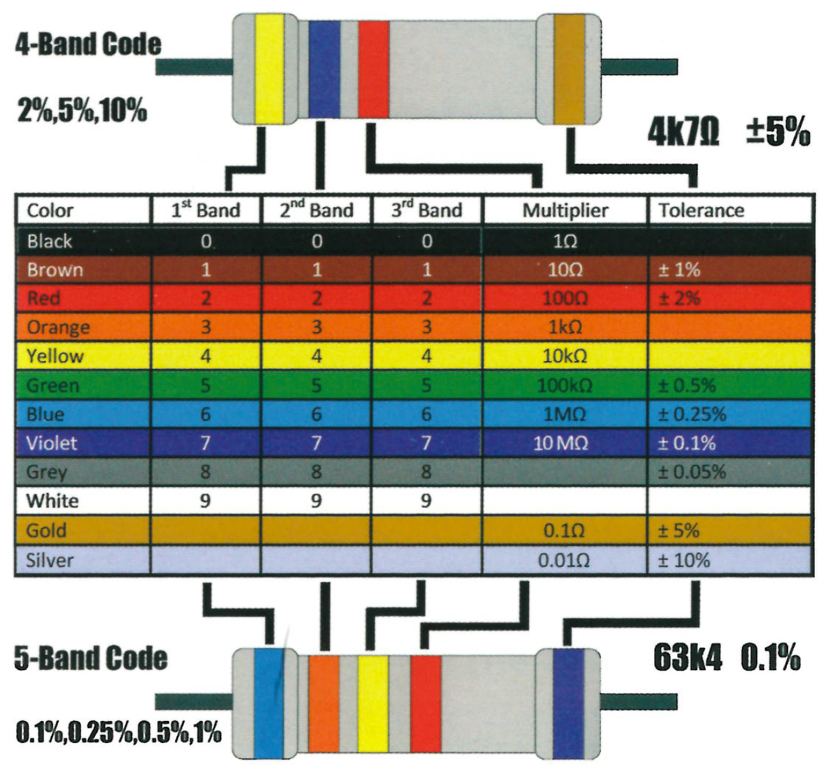 4-Band Code
2%,5%,10%
4k7Ω ±5%
Color 1st Band 2nd Band 3rd Band Multiplier Tolerance
Black 0 0 0 1Ω
Brown 1 1 1 10Ω ± 1%
Red 2 2 2 100Ω ± 2%
Orange 3 3 3 1kΩ
Yellow 4 4 4 10kΩ
Green 5 5 5 100kΩ ± 0.5%
Blue 6 6 6 1MΩ ± 0.25%
Violet 7 7 7 10MΩ ± 0.1%
Grey 8 8 8 ± 0.05%
White 9 9 9
Gold 0.1Ω ± 5%
Silver 0.01Ω ± 10%
5-Band Code
63k4 0.1%
0.1%,0.25%,0.5%,1%